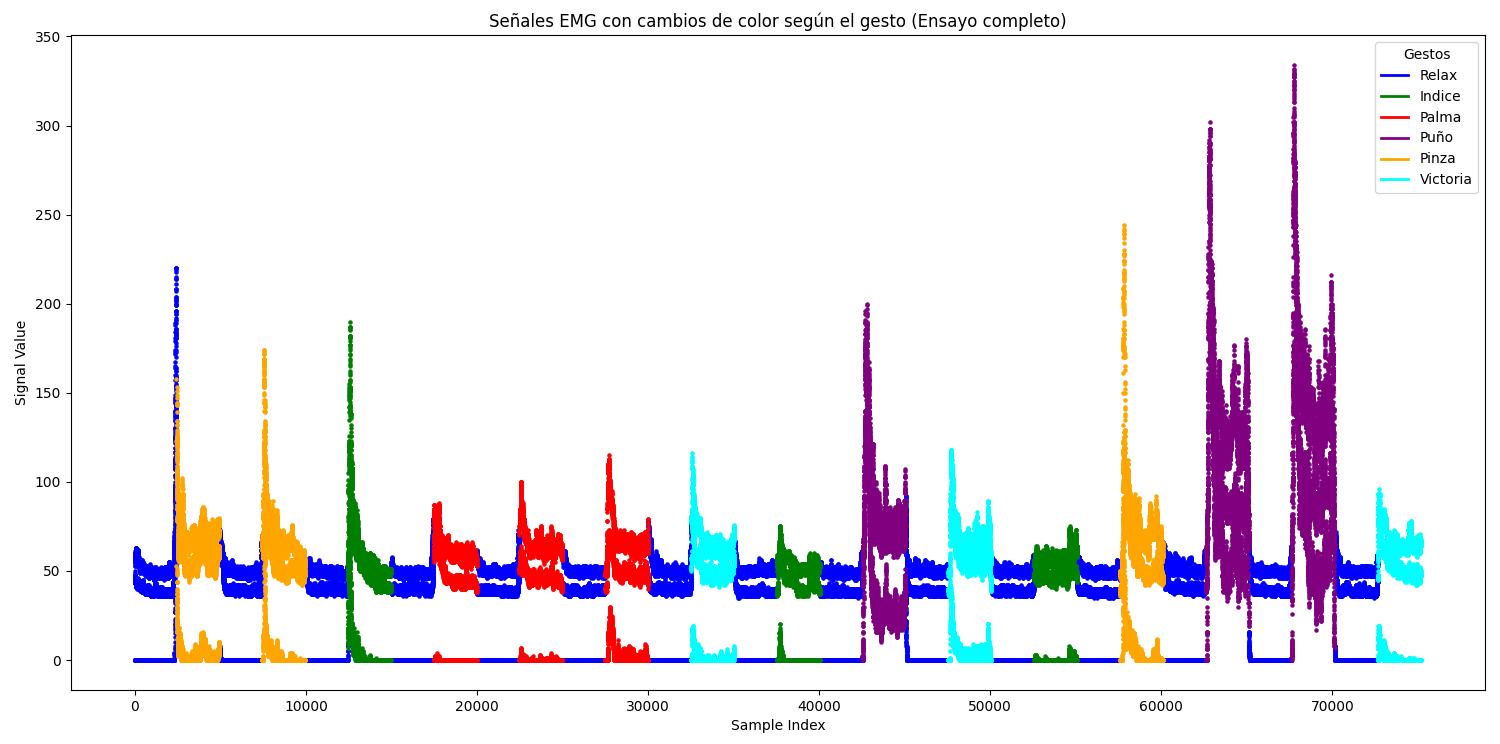 Señales EMG con cambios de color según el gesto (Ensayo completo)
350
300
250
200
150
100
50
0
Signal Value
0 10000 20000 30000 40000 50000 60000 70000
Sample Index
Gestos
Relax
Indice
Palma
Puño
Pinza
Victoria